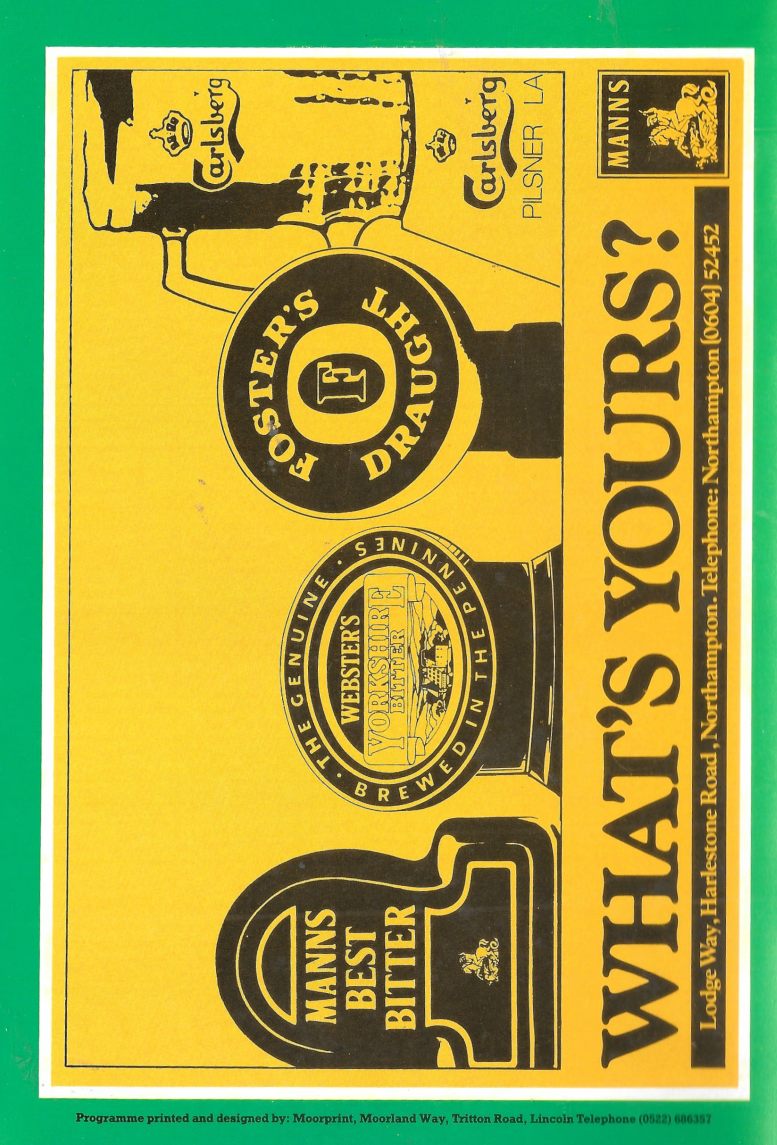 MANNS
BEST
BITTER
· THE GENUINE ·
WEBSTER'S
YORKSHIRE
BITTER
BREWED IN THE PENNINES
FOSTER'S
F
DRAUGHT
Carlsberg
Carlsberg
PILSNER LA
WHAT'S YOURS?
MANNS
Lodge Way, Harlestone Road, Northampton. Telephone: Northampton (0604) 52452
Programme printed and designed by: Moorprint, Moorland Way, Tritton Road, Lincoln Telephone (0522) 686357